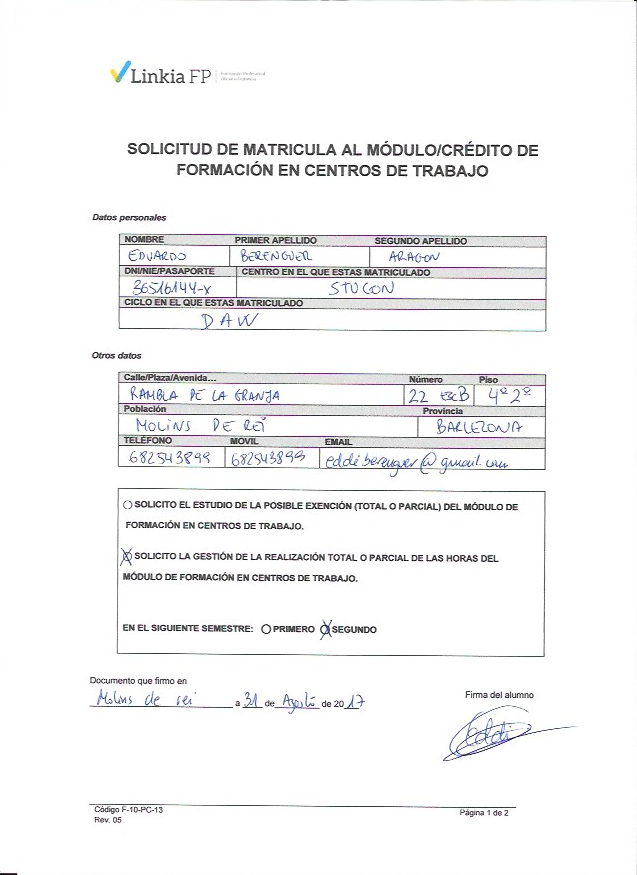 Linkia FP
Formación Profesional
Oficial a Distancia
SOLICITUD DE MATRICULA AL MÓDULO/CRÉDITO DE
FORMACIÓN EN CENTROS DE TRABAJO
Datos personales
NOMBRE PRIMER APELLIDO SEGUNDO APELLIDO
EDUARDO BERENGUER ARAGON
DNI/NIE/PASAPORTE CENTRO EN EL QUE ESTAS MATRICULADO
36516144-X STUCOM
CICLO EN EL QUE ESTAS MATRICULADO
DAW
Otros datos
Calle/Plaza/Avenida... Número Piso
RAMBLA DE LA GRANJA 22 escB 4º 2º
Población Provincia
MOLINS DE REI BARCELONA
TELÉFONO MOVIL EMAIL
682543899 682543899 eddiberenguer@gmail.com
SOLICITO EL ESTUDIO DE LA POSIBLE EXENCIÓN (TOTAL O PARCIAL) DEL MÓDULO DE
FORMACIÓN EN CENTROS DE TRABAJO.
SOLICITO LA GESTIÓN DE LA REALIZACIÓN TOTAL O PARCIAL DE LAS HORAS DEL
MÓDULO DE FORMACIÓN EN CENTROS DE TRABAJO.
EN EL SIGUIENTE SEMESTRE: PRIMERO SEGUNDO
Documento que firmo en
Molins de rei a 31 de Agosto de 2017
Firma del alumno
Eddi
Código F-10-PC-13
Rev. 05
Página 1 de 2